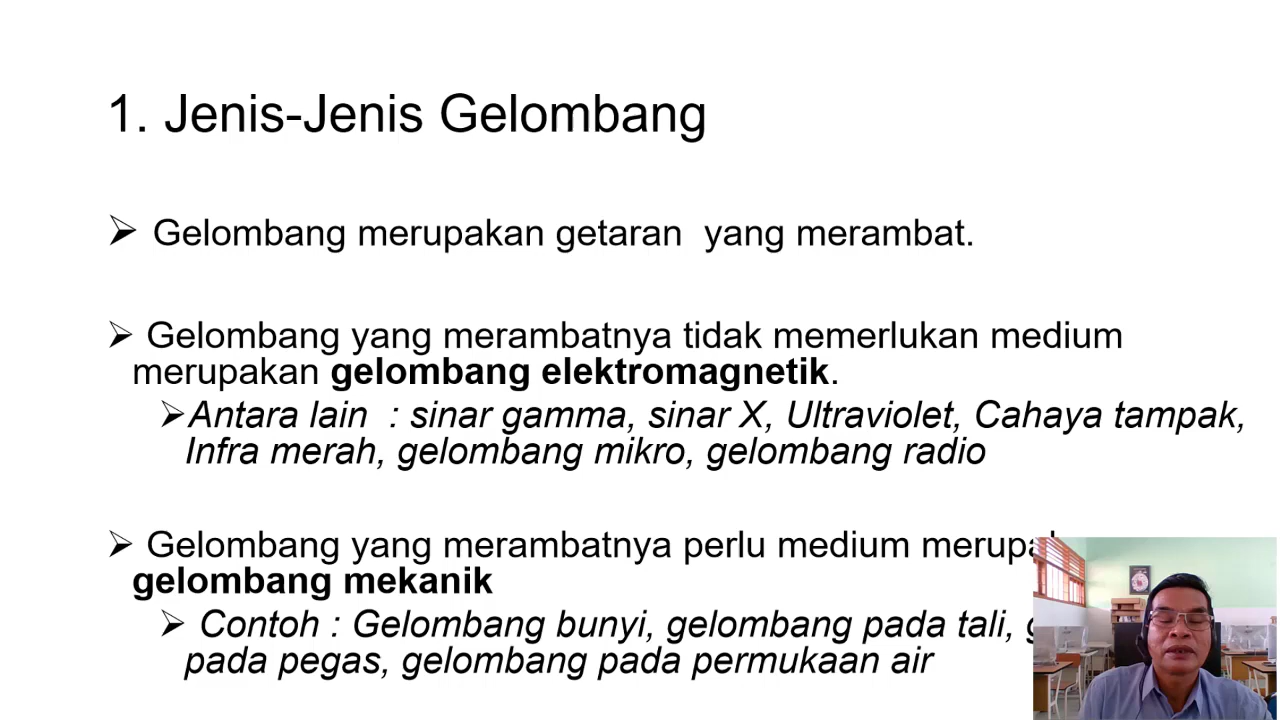 1. Jenis-Jenis Gelombang
Gelombang merupakan getaran yang merambat.
Gelombang yang merambatnya tidak memerlukan medium
merupakan gelombang elektromagnetik.
Antara lain : sinar gamma, sinar X, Ultraviolet, Cahaya tampak,
Infra merah, gelombang mikro, gelombang radio
Gelombang yang merambatnya perlu medium
gelombang mekanik
Contoh : Gelombang bunyi, gelombang pada tali,
pada pegas, gelombang pada permukaan air